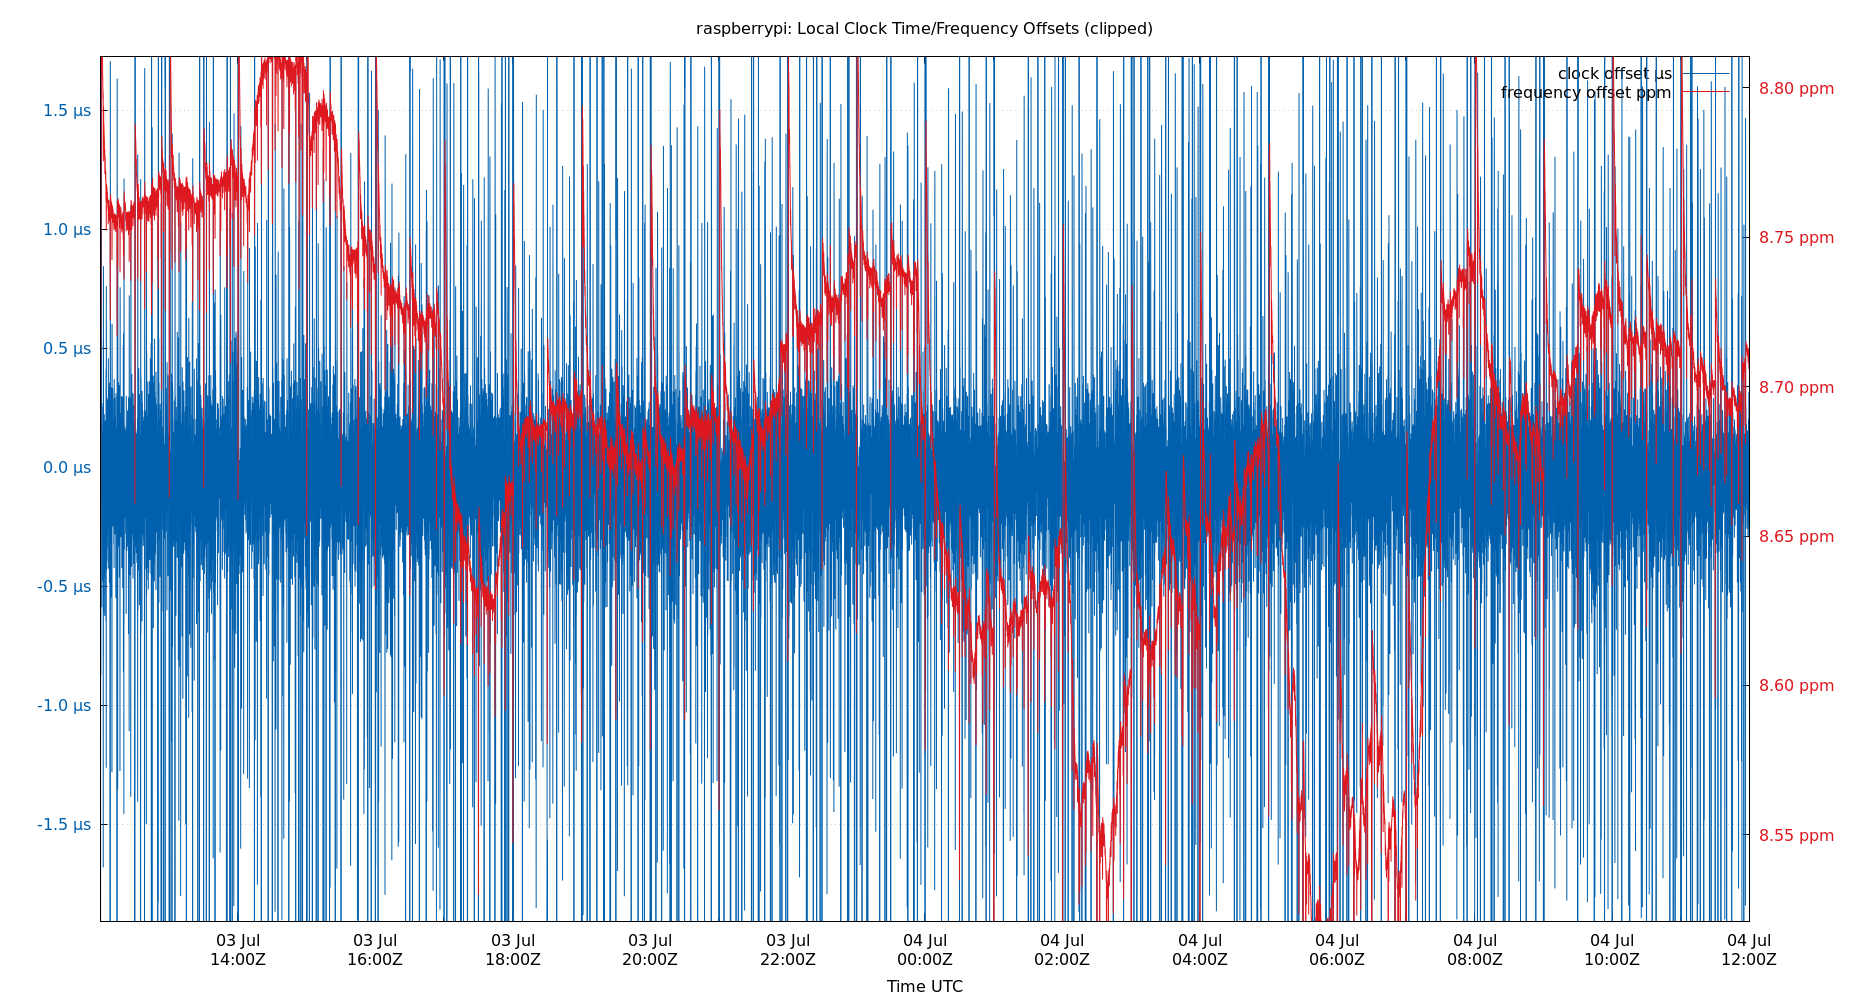 raspberrypi: Local Clock Time/Frequency Offsets (clipped)
clock offset µs
frequency offset ppm
1.5 µs
1.0 µs
0.5 µs
0.0 µs
-0.5 µs
-1.0 µs
-1.5 µs
8.80 ppm
8.75 ppm
8.70 ppm
8.65 ppm
8.60 ppm
8.55 ppm
03 Jul 03 Jul 03 Jul 03 Jul 03 Jul 04 Jul 04 Jul 04 Jul 04 Jul 04 Jul 04 Jul 04 Jul
14:00Z 16:00Z 18:00Z 20:00Z 22:00Z 00:00Z 02:00Z 04:00Z 06:00Z 08:00Z 10:00Z 12:00Z
Time UTC